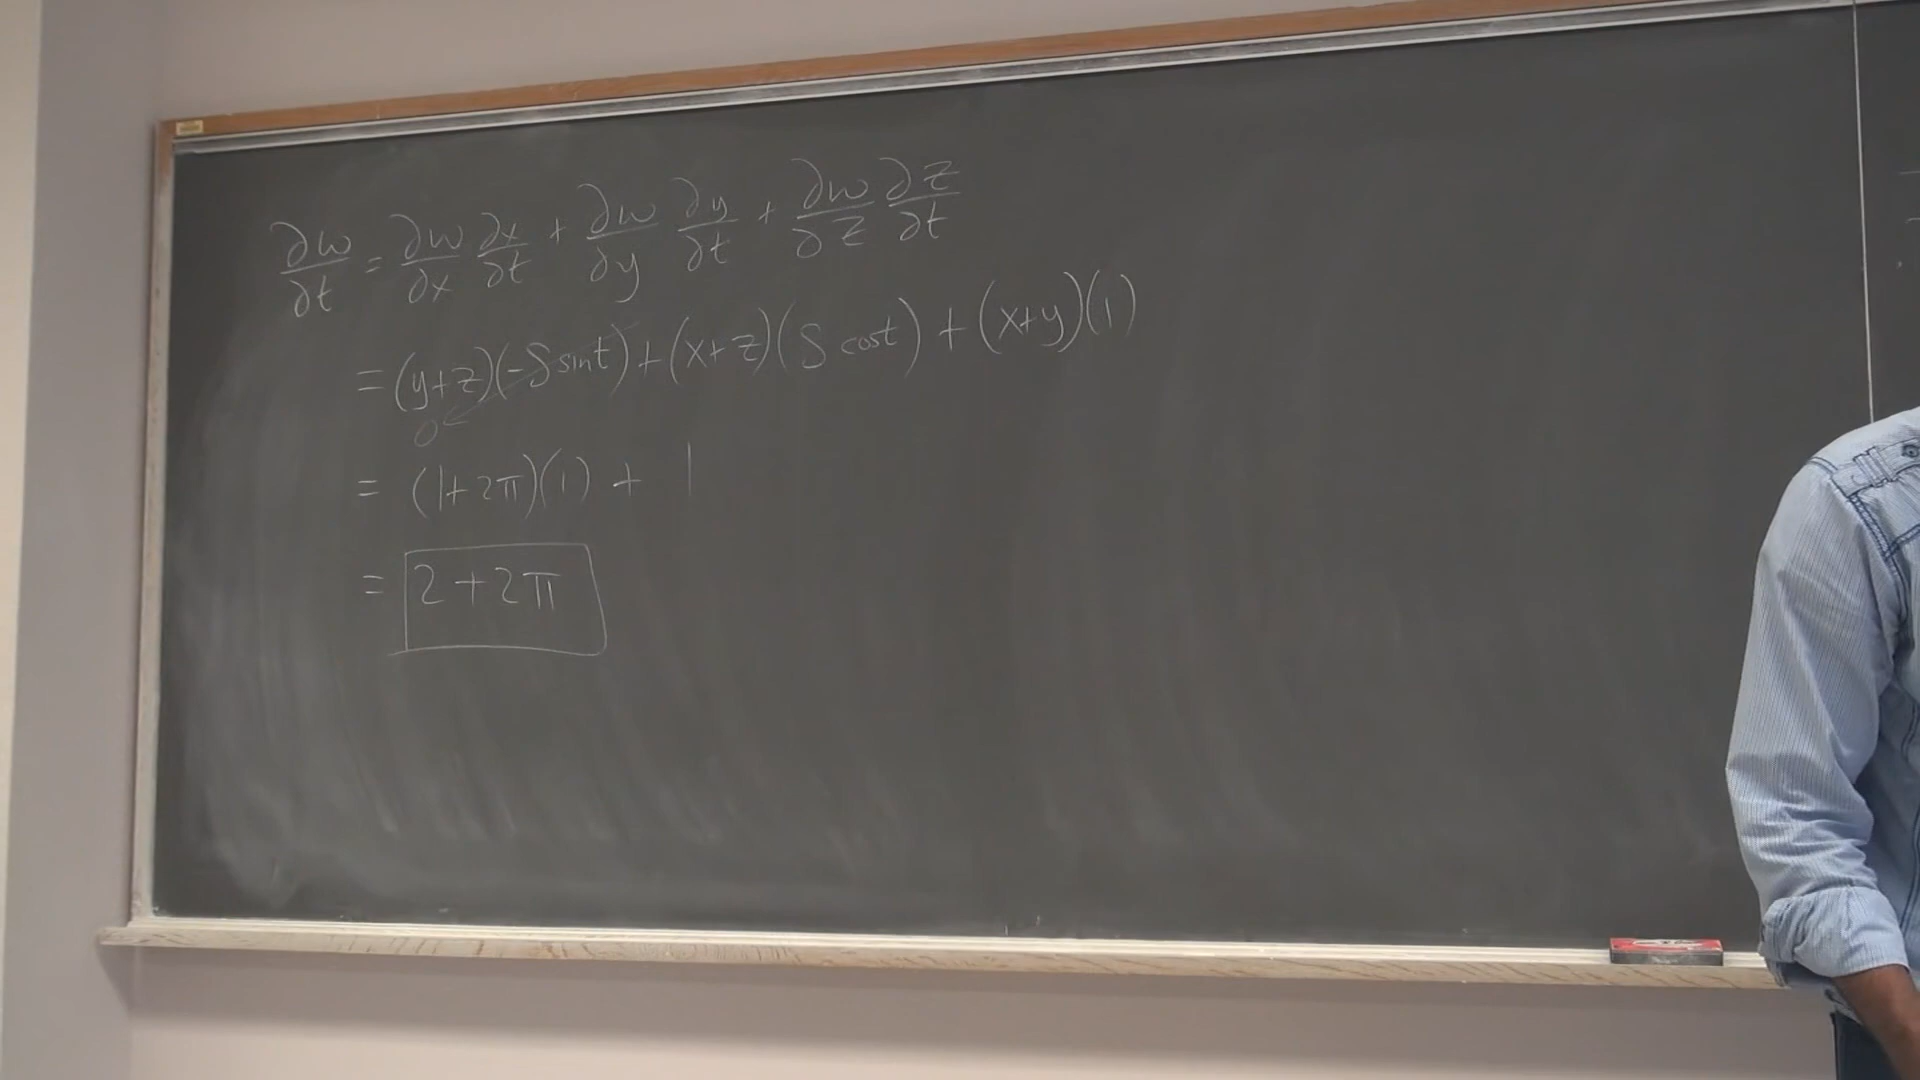 ∂w/∂t = ∂w/∂x ∂x/∂t + ∂w/∂y ∂y/∂t + ∂w/∂z ∂z/∂t
= (y+z)(-S sint) + (x+z)(S cost) + (x+y)(1)
0
= (1+2π)(1) + 1
= 2+2π